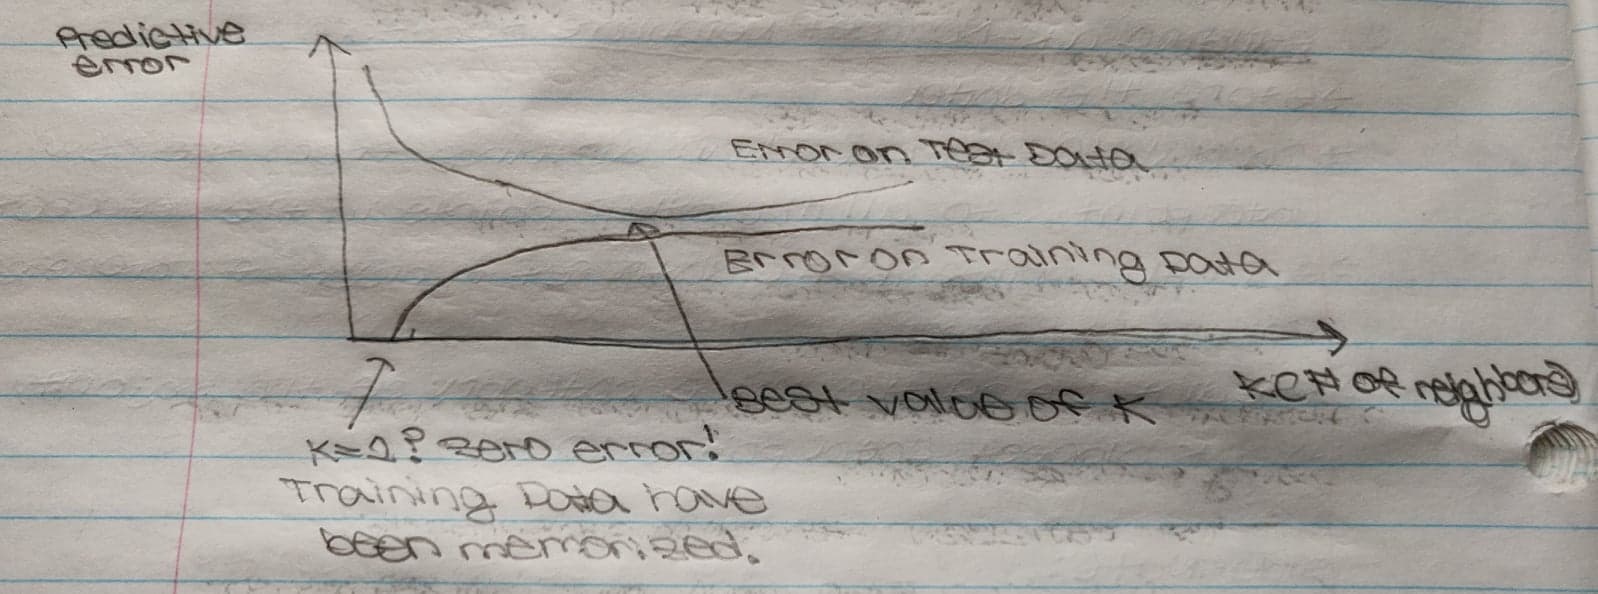 Predictive
error
Error on Test Data
Error on Training Data
Best value of K
K(# of neighbors)
K=1? zero error!
Training Data have
been memorized.